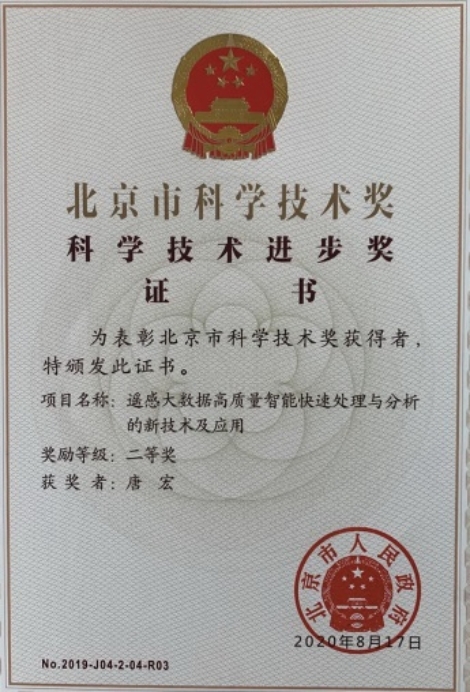 北京市科学技术奖
科学技术进步奖
证 书
为表彰北京市科学技术奖获得者，
特颁发此证书。
项目名称：遥感大数据高质量智能快速处理与分析
的新技术及应用
奖励等级：二等奖
获 奖 者：唐 宏
北京市人民政府
2020年8月17日
No.2019-J04-2-04-R03